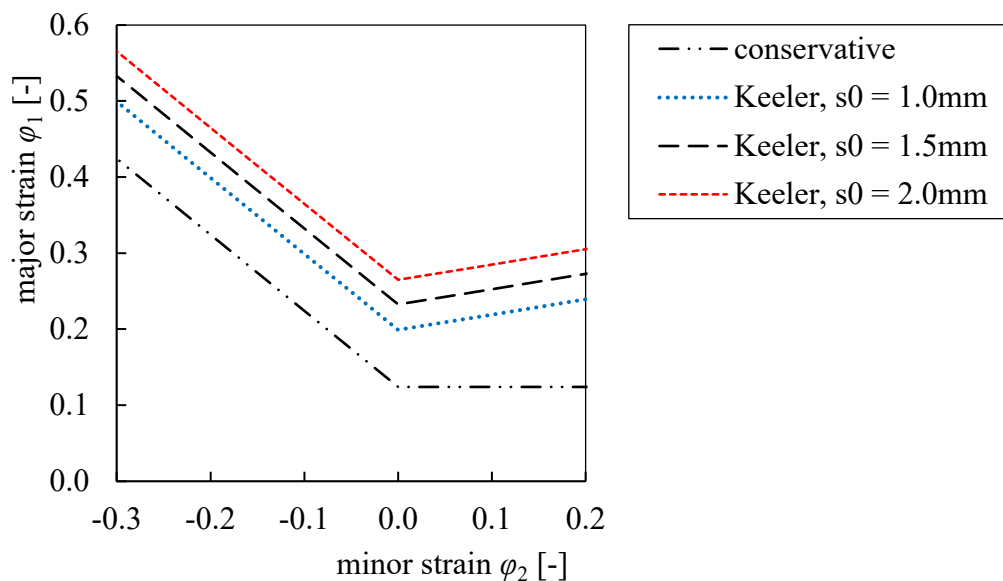 0.6
0.5
0.4
0.3
0.2
0.1
0.0
major strain φ₁ [-]
-0.3 -0.2 -0.1 0.0 0.1 0.2
minor strain φ₂ [-]
conservative
Keeler, s0 = 1.0mm
Keeler, s0 = 1.5mm
Keeler, s0 = 2.0mm